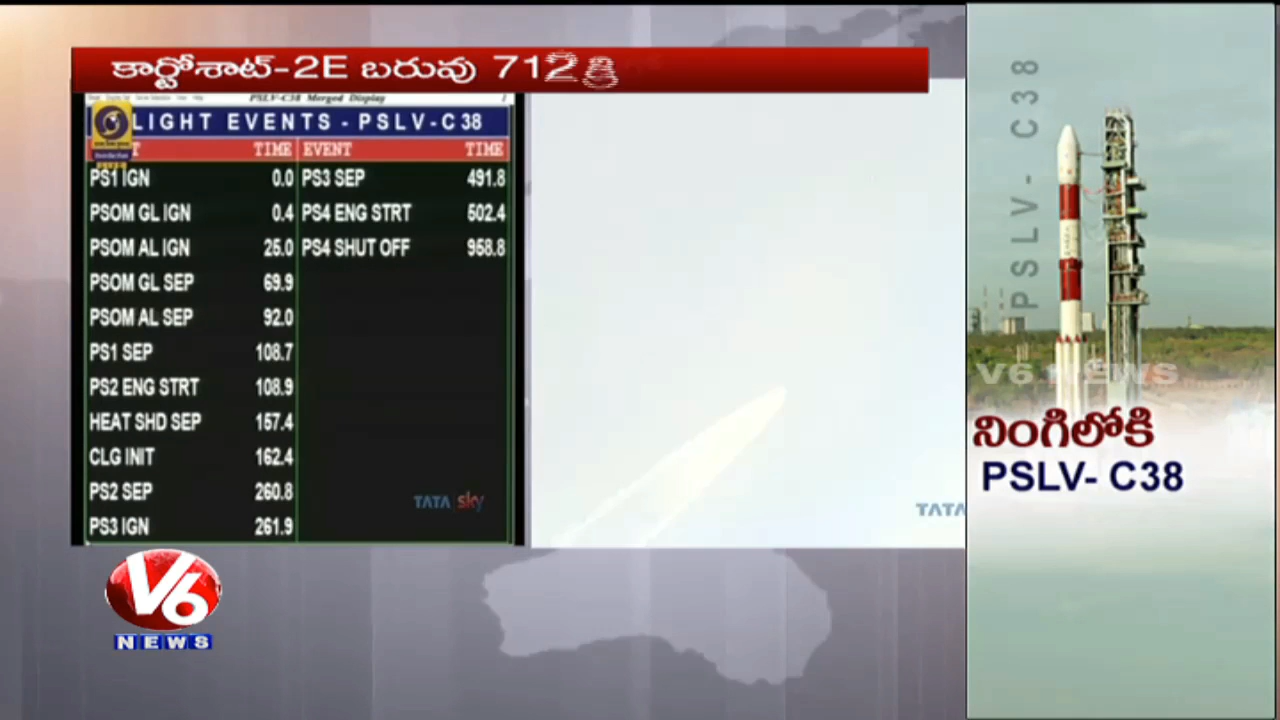 కార్టోశాట్-2E బరువు 712 కి
PSLV-C38 Merged Display
LIGHT EVENTS - PSLV-C38
T TIME EVENT TIME
PS1 IGN 0.0 PS3 SEP 491.8
PSOM GL IGN 0.4 PS4 ENG STRT 502.4
PSOM AL IGN 25.0 PS4 SHUT OFF 958.8
PSOM GL SEP 69.9
PSOM AL SEP 92.0
PS1 SEP 108.7
PS2 ENG STRT 108.9
HEAT SHD SEP 157.4
CLG INIT 162.4
PS2 SEP 260.8
PS3 IGN 261.9
TATA sky
TATA
V6
NEWS
PSLV- C38
V6 NEWS
నింగిలోకి
PSLV- C38